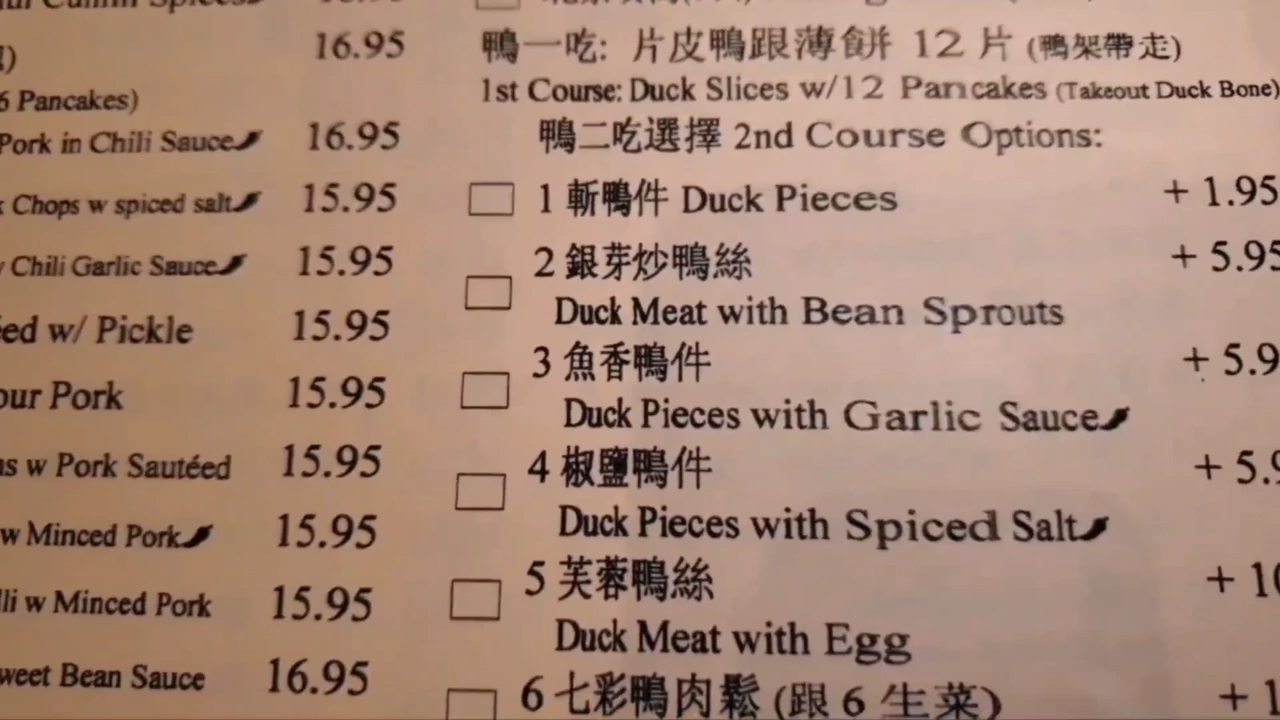 16.95
6 Pancakes)
Pork in Chili Sauce 16.95
Chops w spiced salt 15.95
Chili Garlic Sauce 15.95
w/ Pickle 15.95
Pork 15.95
w Pork Sautéed 15.95
w Minced Pork 15.95
w Minced Pork 15.95
Bean Sauce 16.95
鴨一吃: 片皮鴨跟薄餅 12 片 (鴨架帶走)
1st Course: Duck Slices w/12 Pancakes (Takeout Duck Bone)
鴨二吃選擇 2nd Course Options:
1 斬鴨件 Duck Pieces + 1.95
2 銀芽炒鴨絲 + 5.95
Duck Meat with Bean Sprouts
3 魚香鴨件 + 5.9
Duck Pieces with Garlic Sauce
4 椒鹽鴨件 + 5.9
Duck Pieces with Spiced Salt
5 芙蓉鴨絲 + 10
Duck Meat with Egg
6 七彩鴨肉鬆 (跟 6 生菜) + 1